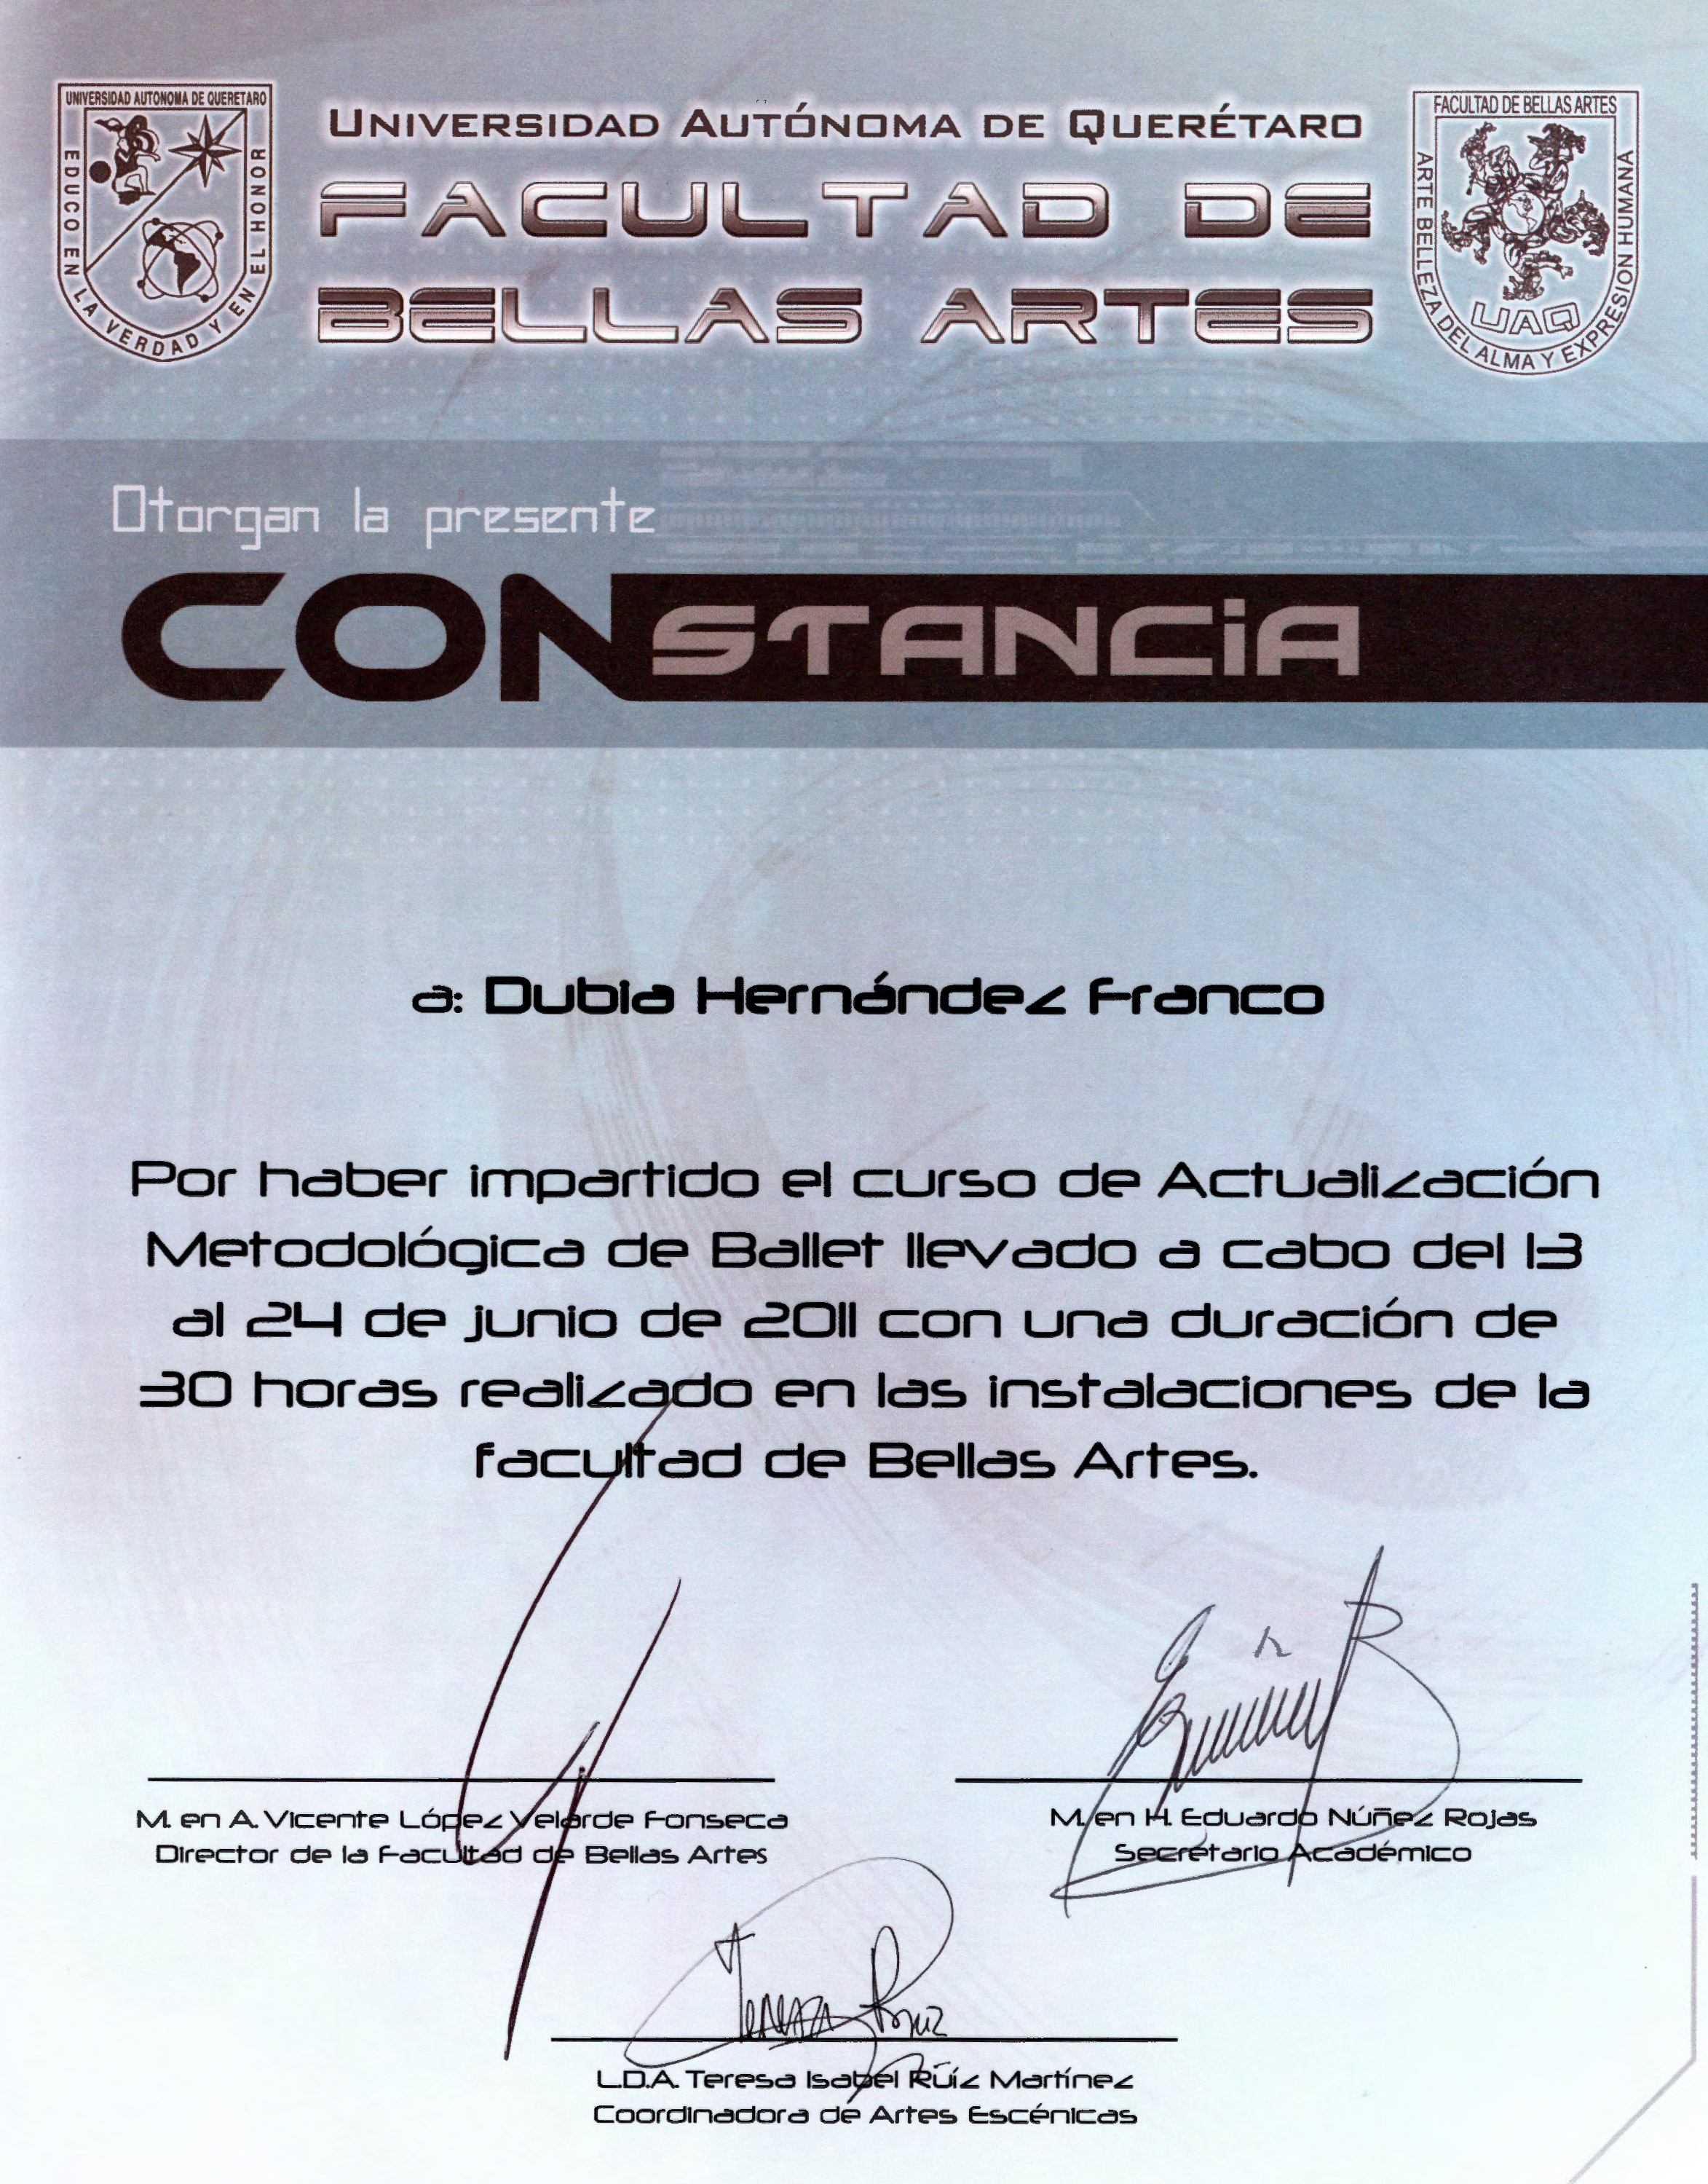 UNIVERSIDAD AUTONOMA DE QUERETARO
EDUCO EN LA VERDAD Y EN EL HONOR
Universidad Autónoma de Querétaro
FACULTAD DE
BELLAS ARTES
FACULTAD DE BELLAS ARTES
ARTE BELLEZA DEL ALMA Y EXPRESION HUMANA
UAQ
Otorgan la presente
CONSTANCiA
a: Dubia Hernández Franco
Por haber impartido el curso de Actualización
Metodológica de Ballet llevado a cabo del 13
al 24 de junio de 2011 con una duración de
30 horas realizado en las instalaciones de la
facultad de Bellas Artes.
M. en A. Vicente López Velarde Fonseca
Director de la Facultad de Bellas Artes
M. en H. Eduardo Núñez Rojas
Secretario Académico
Teresa Ruiz
L.D.A. Teresa Isabel Rüíz Martínez
Coordinadora de Artes Escénicas